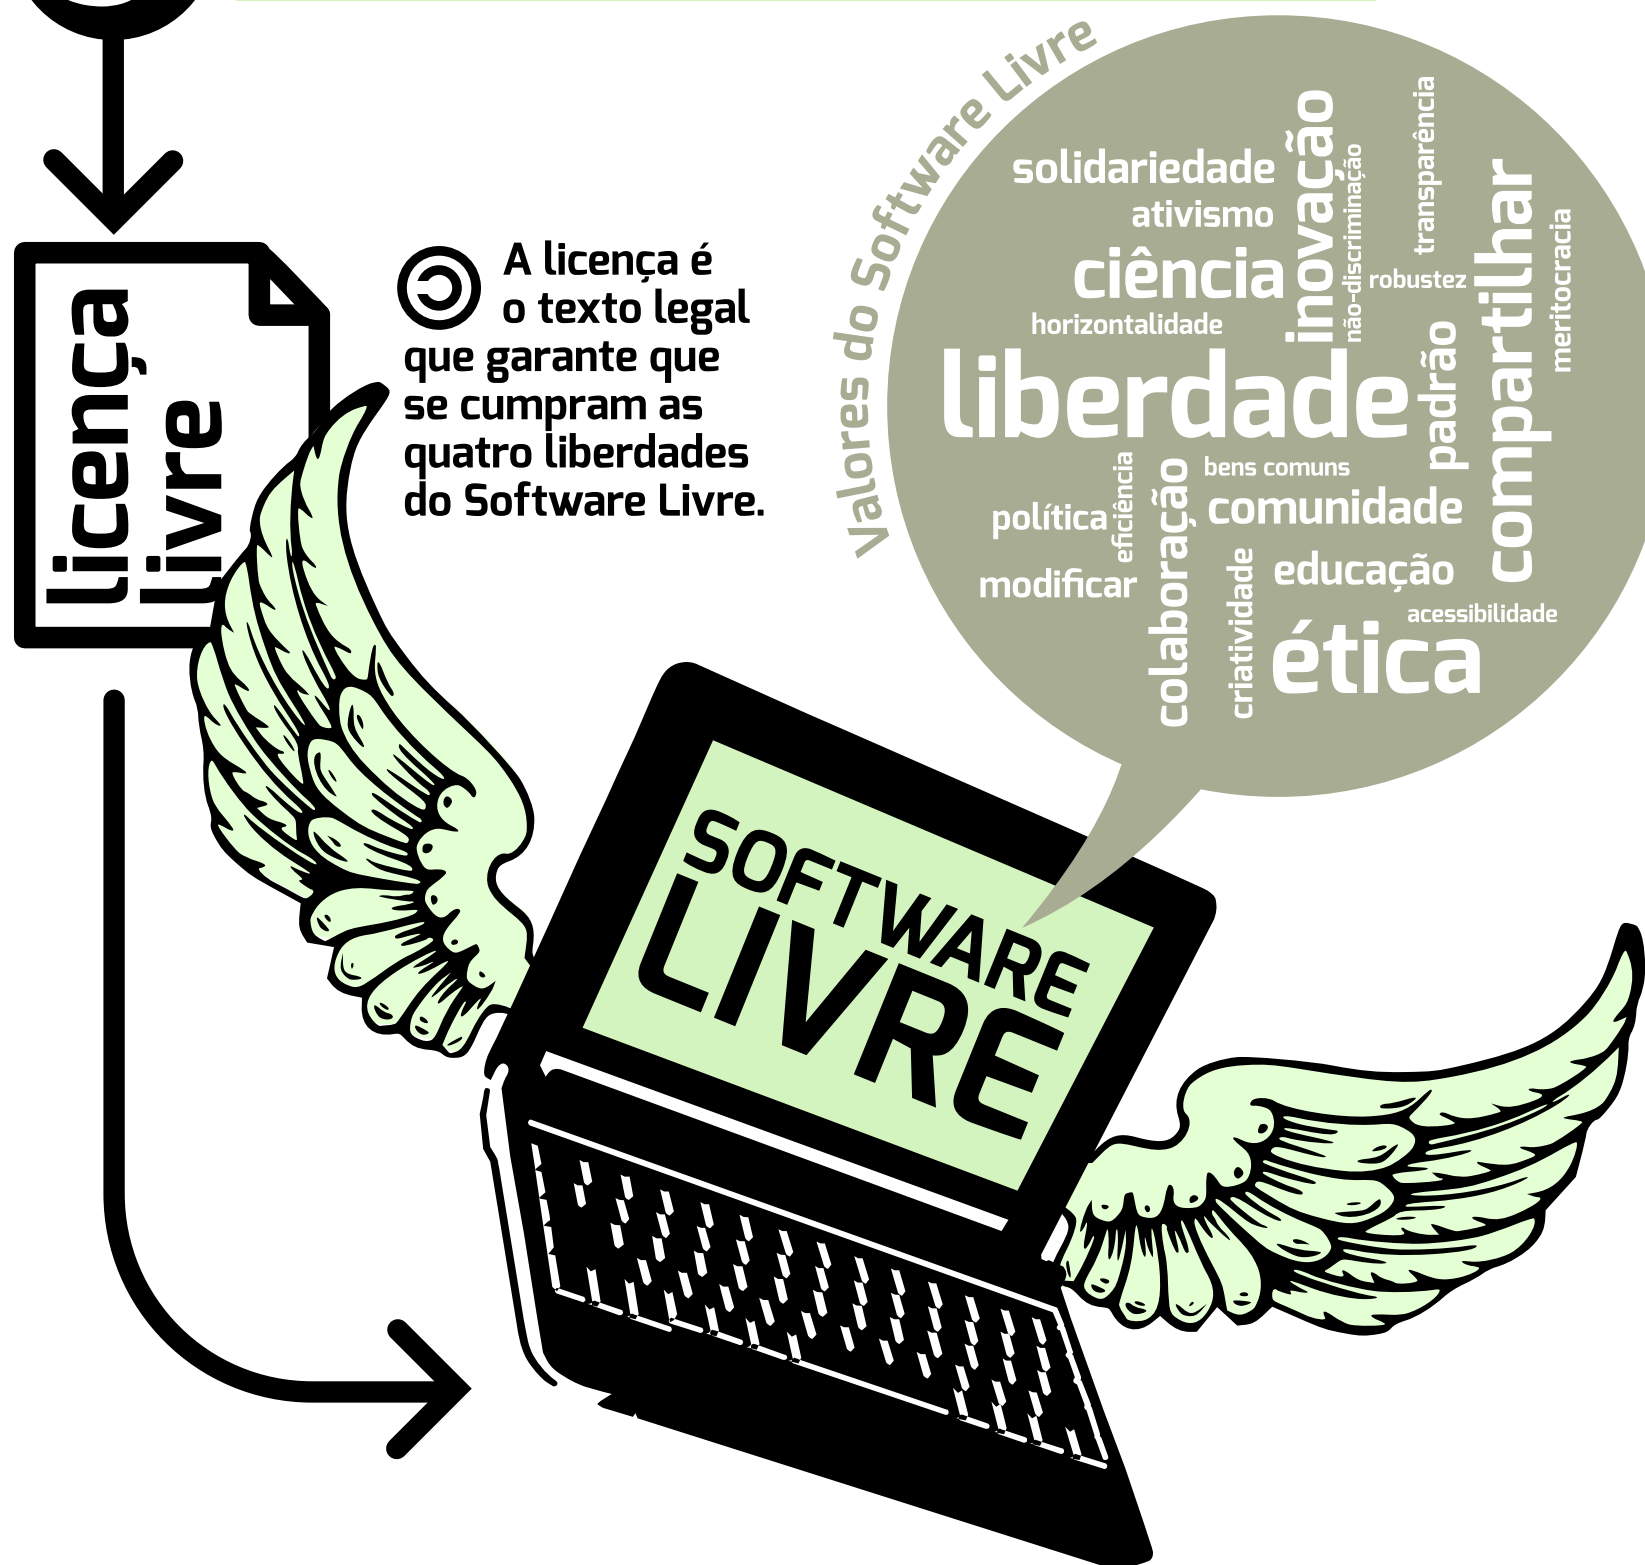 licença
livre
A licença é
o texto legal
que garante que
se cumpram as
quatro liberdades
do Software Livre.
Valores do Software Livre
solidariedade
ativismo
ciência
horizontalidade
inovação
não-discriminação
transparência
robustez
compartilhar
meritocracia
liberdade
padrão
bens comuns
comunidade
política
eficiência
modificar
colaboração
criatividade
educação
acessibilidade
ética
SOFTWARE
LIVRE